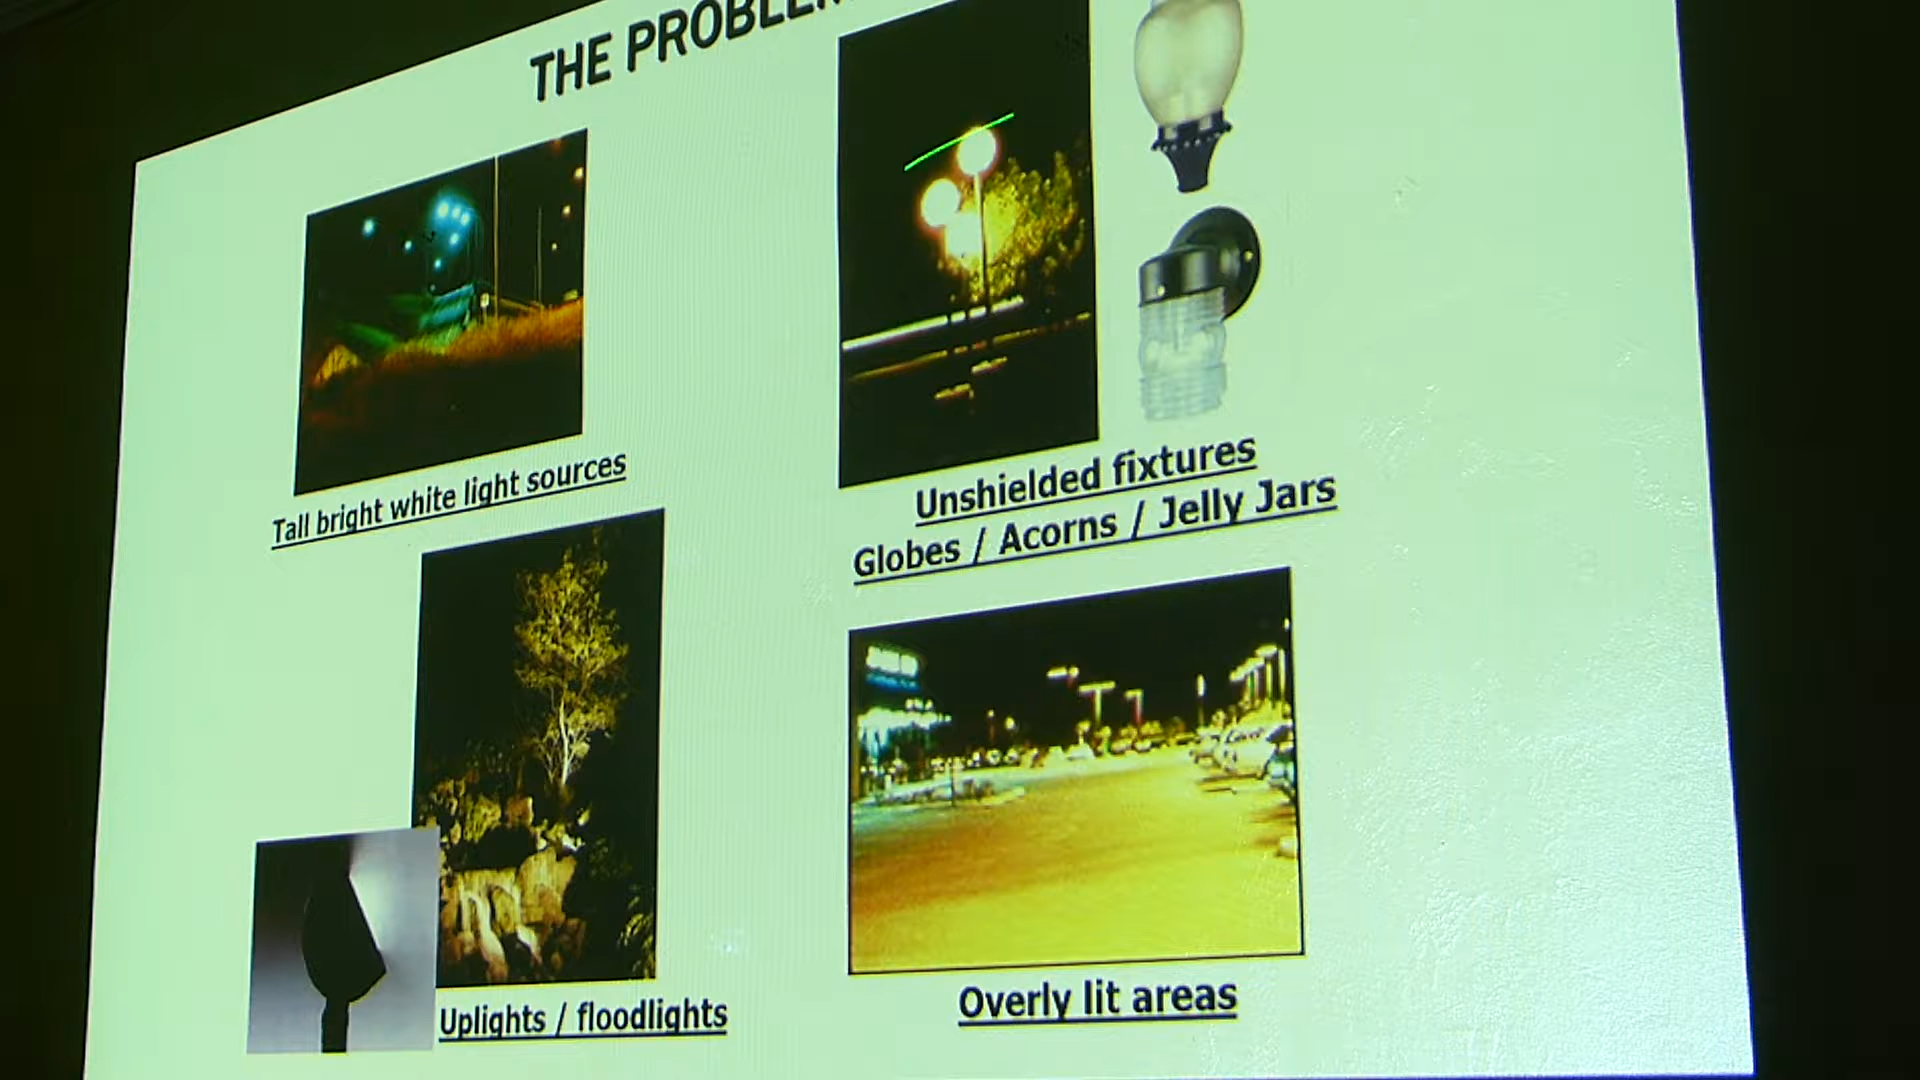 THE PROBLEM
Tall bright white light sources
Unshielded fixtures
Globes / Acorns / Jelly Jars
Uplights / floodlights
Overly lit areas